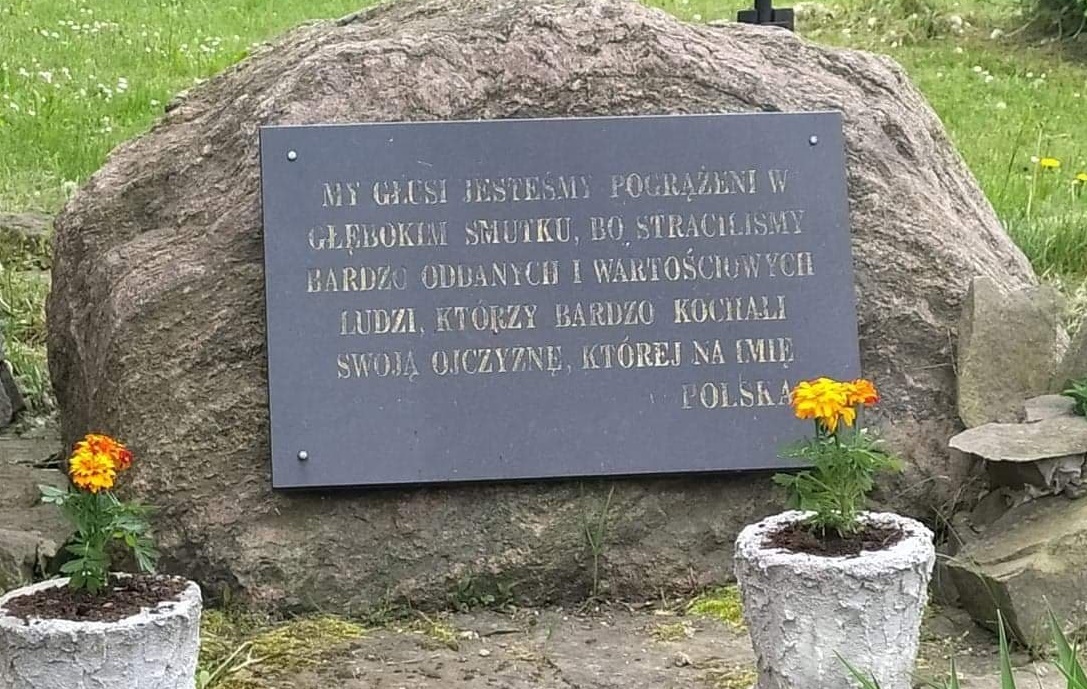 MY GŁUSI JESTEŚMY POGRĄŻENI W
GŁĘBOKIM SMUTKU, BO STRACILIŚMY
BARDZO ODDANYCH I WARTOŚCIOWYCH
LUDZI, KTÓRZY BARDZO KOCHALI
SWOJĄ OJCZYZNĘ, KTÓREJ NA IMIĘ
POLSKA